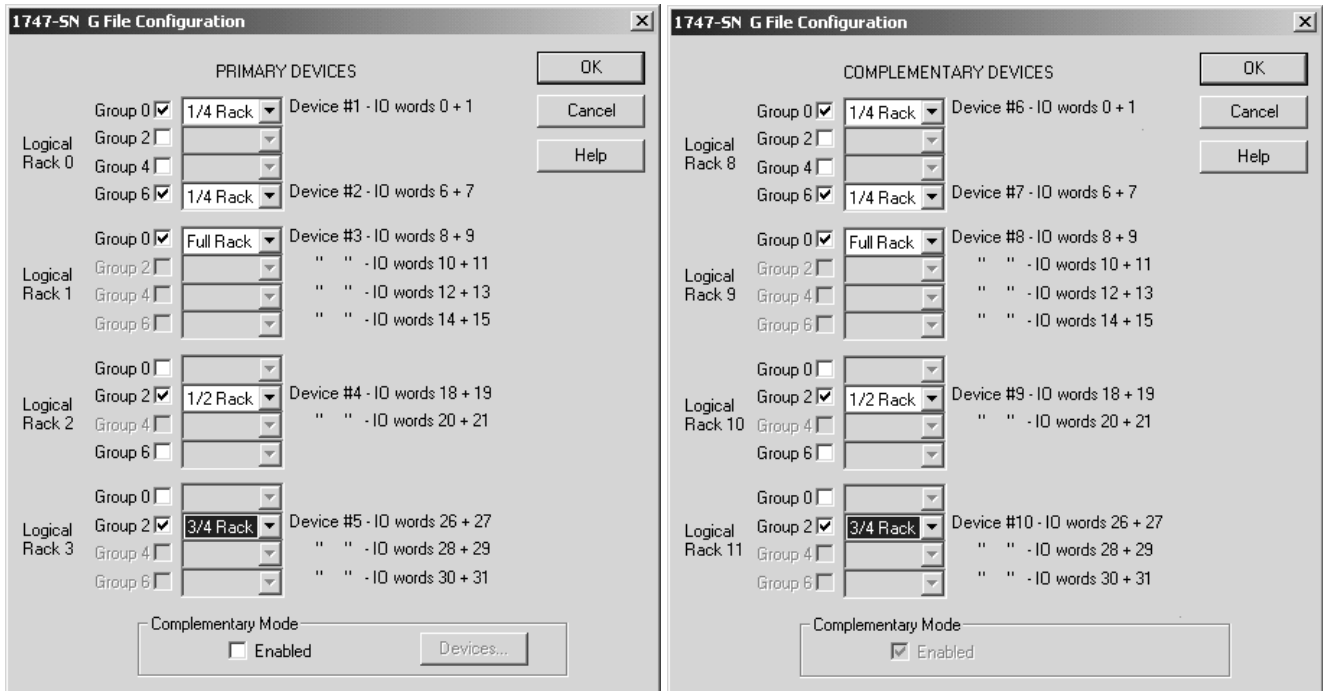 1747-SN G File Configuration
PRIMARY DEVICES
OK
Cancel
Help
Logical
Rack 0
Group 0 1/4 Rack Device #1 - IO words 0 + 1
Group 2
Group 4
Group 6 1/4 Rack Device #2 - IO words 6 + 7
Logical
Rack 1
Group 0 Full Rack Device #3 - IO words 8 + 9
Group 2 " " - IO words 10 + 11
Group 4 " " - IO words 12 + 13
Group 6 " " - IO words 14 + 15
Logical
Rack 2
Group 0
Group 2 1/2 Rack Device #4 - IO words 18 + 19
Group 4 " " - IO words 20 + 21
Group 6
Logical
Rack 3
Group 0
Group 2 3/4 Rack Device #5 - IO words 26 + 27
Group 4 " " - IO words 28 + 29
Group 6 " " - IO words 30 + 31
Complementary Mode
Enabled
Devices...
1747-SN G File Configuration
COMPLEMENTARY DEVICES
OK
Cancel
Help
Logical
Rack 8
Group 0 1/4 Rack Device #6 - IO words 0 + 1
Group 2
Group 4
Group 6 1/4 Rack Device #7 - IO words 6 + 7
Logical
Rack 9
Group 0 Full Rack Device #8 - IO words 8 + 9
Group 2 " " - IO words 10 + 11
Group 4 " " - IO words 12 + 13
Group 6 " " - IO words 14 + 15
Logical
Rack 10
Group 0
Group 2 1/2 Rack Device #9 - IO words 18 + 19
Group 4 " " - IO words 20 + 21
Group 6
Logical
Rack 11
Group 0
Group 2 3/4 Rack Device #10 - IO words 26 + 27
Group 4 " " - IO words 28 + 29
Group 6 " " - IO words 30 + 31
Complementary Mode
Enabled